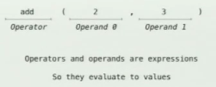 add ( 2 , 3 )
Operator Operand 0 Operand 1
Operators and operands are expressions
So they evaluate to values